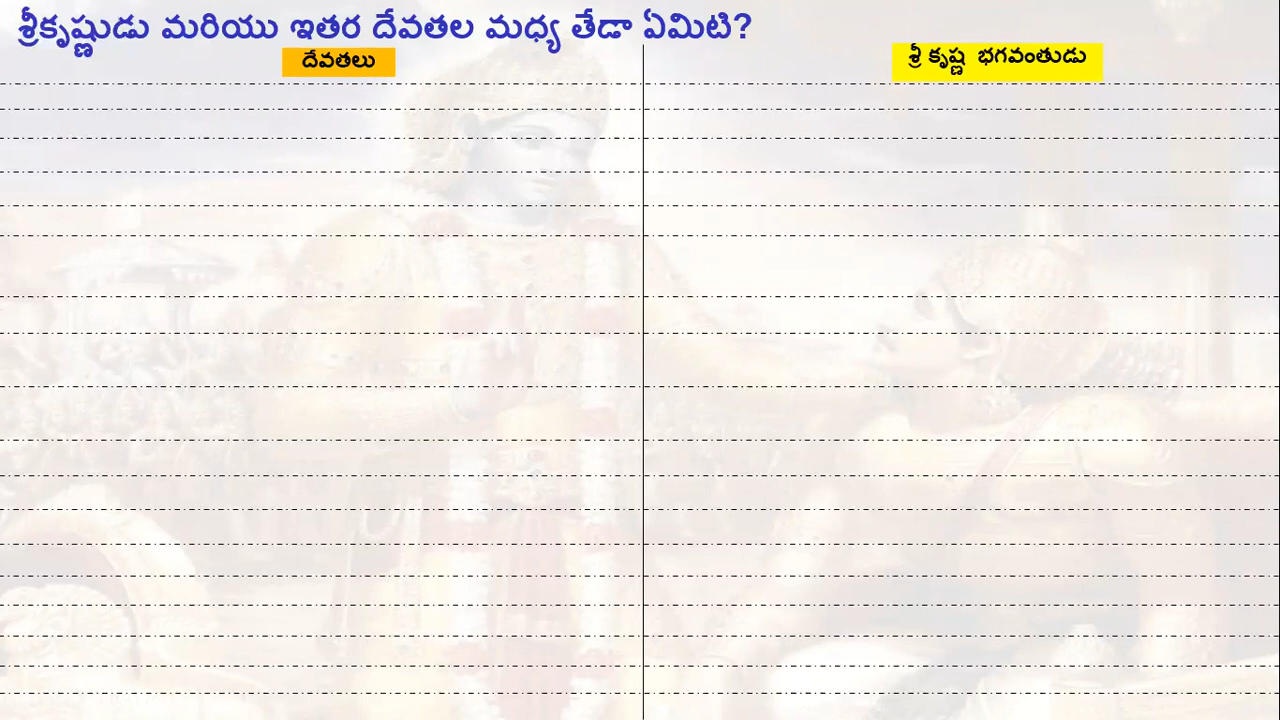 శ్రీకృష్ణుడు మరియు ఇతర దేవతల మధ్య తేడా ఏమిటి?
దేవతలు
శ్రీ కృష్ణ భగవంతుడు